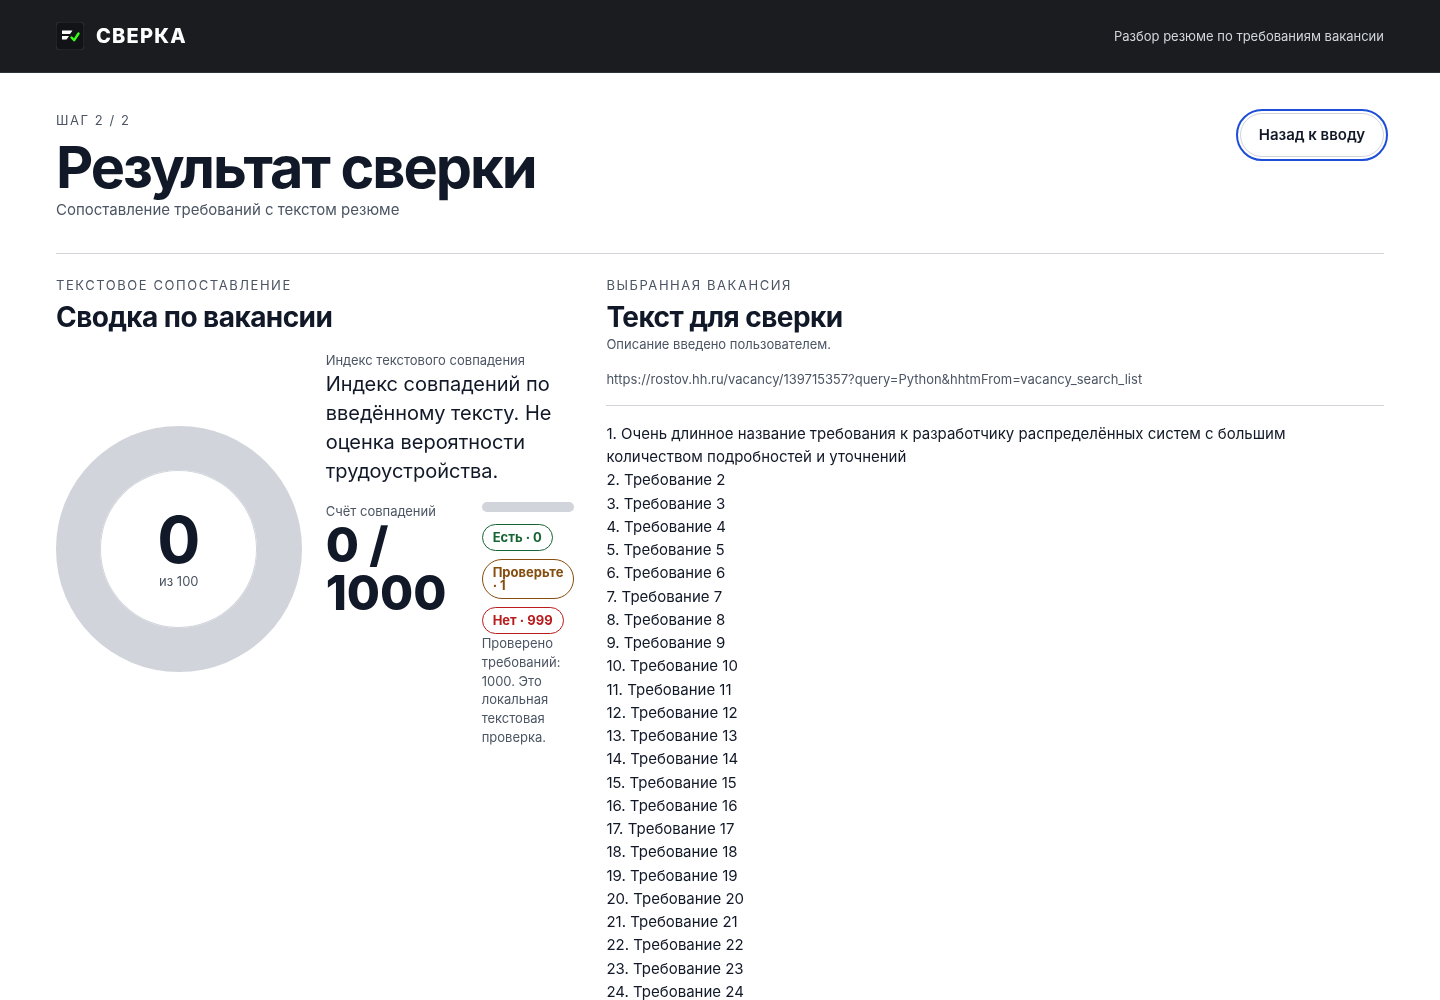 СВЕРКА
Разбор резюме по требованиям вакансии
ШАГ 2 / 2
Назад к вводу
Результат сверки
Сопоставление требований с текстом резюме
ТЕКСТОВОЕ СОПОСТАВЛЕНИЕ
Сводка по вакансии
0
из 100
Индекс текстового совпадения
Индекс совпадений по
введённому тексту. Не
оценка вероятности
трудоустройства.
Счёт совпадений
0 /
1000
Есть · 0
Проверьте
· 1
Нет · 999
Проверено
требований:
1000. Это
локальная
текстовая
проверка.
ВЫБРАННАЯ ВАКАНСИЯ
Текст для сверки
Описание введено пользователем.
https://rostov.hh.ru/vacancy/139715357?query=Python&hhtmFrom=vacancy_search_list
1. Очень длинное название требования к разработчику распределённых систем с большим
количеством подробностей и уточнений
2. Требование 2
3. Требование 3
4. Требование 4
5. Требование 5
6. Требование 6
7. Требование 7
8. Требование 8
9. Требование 9
10. Требование 10
11. Требование 11
12. Требование 12
13. Требование 13
14. Требование 14
15. Требование 15
16. Требование 16
17. Требование 17
18. Требование 18
19. Требование 19
20. Требование 20
21. Требование 21
22. Требование 22
23. Требование 23
24. Требование 24